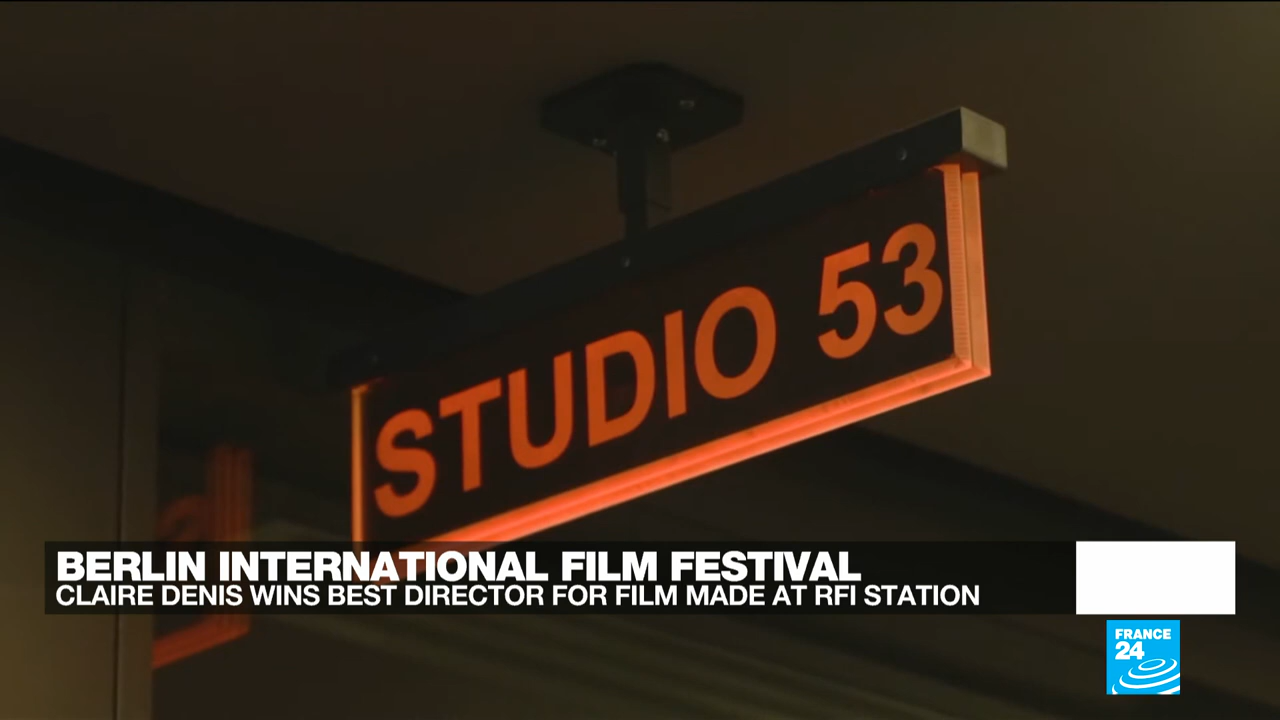 STUDIO 53
BERLIN INTERNATIONAL FILM FESTIVAL
CLAIRE DENIS WINS BEST DIRECTOR FOR FILM MADE AT RFI STATION
FRANCE
24